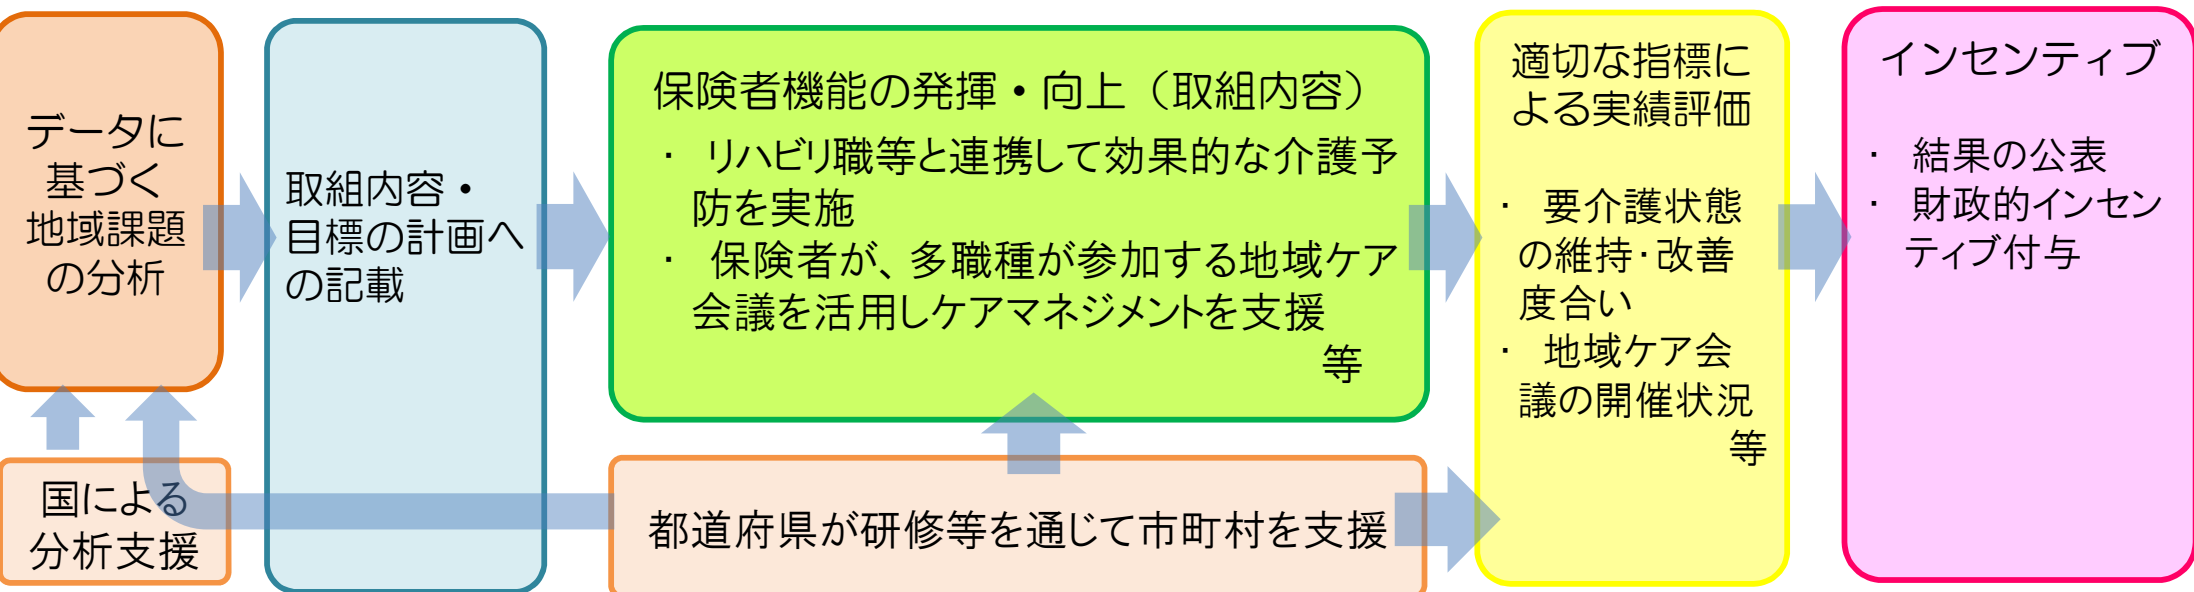 データに
基づく
地域課題
の分析
国による
分析支援
取組内容・
目標の計画へ
の記載
保険者機能の発揮・向上（取組内容）
・ リハビリ職等と連携して効果的な介護予
防を実施
・ 保険者が、多職種が参加する地域ケア
会議を活用しケアマネジメントを支援
等
都道府県が研修等を通じて市町村を支援
適切な指標に
よる実績評価
・ 要介護状態
の維持・改善
度合い
・ 地域ケア会
議の開催状況
等
インセンティブ
・ 結果の公表
・ 財政的インセン
ティブ付与